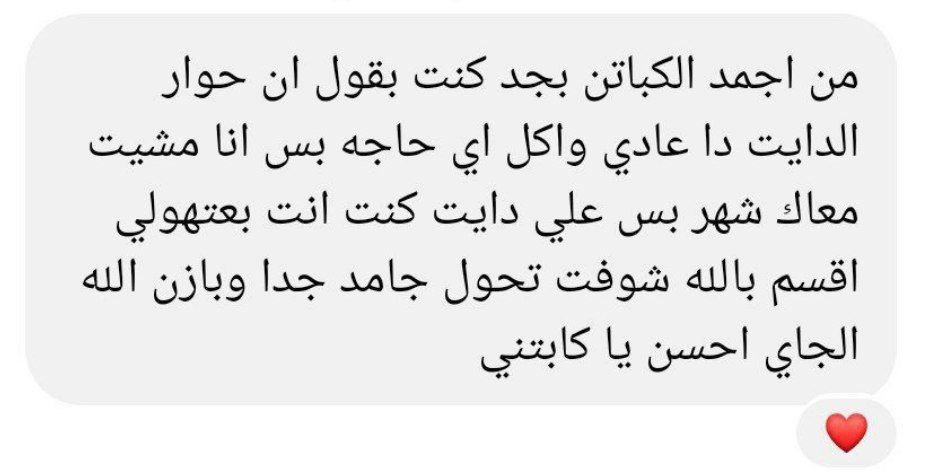 من اجمد الكباتن بجد كنت بقول ان حوار
الدايت دا عادي واكل اي حاجه بس انا مشيت
معاك شهر بس علي دايت كنت انت بعتهولي
اقسم بالله شوفت تحول جامد جدا وبازن الله
الجاي احسن يا كابتني